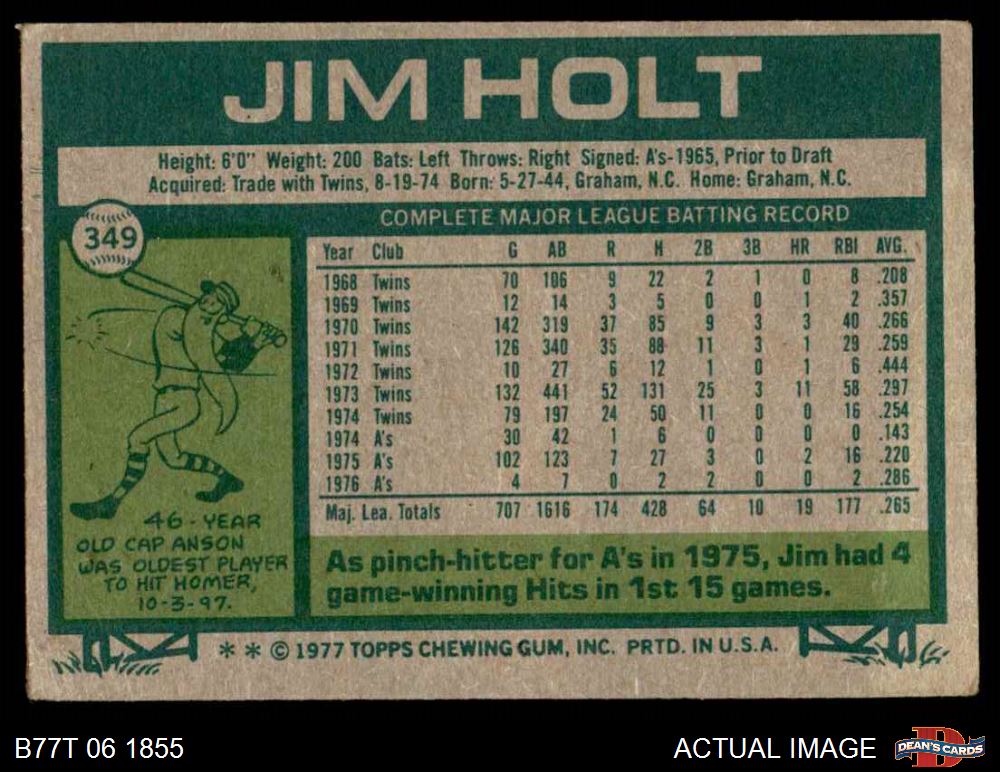 JIM HOLT
Height: 6'0" Weight: 200 Bats: Left Throws: Right Signed: A's-1965, Prior to Draft
Acquired: Trade with Twins, 8-19-74 Born: 5-27-44, Graham, N.C. Home: Graham, N.C.
349
COMPLETE MAJOR LEAGUE BATTING RECORD
Year Club G AB R H 2B 3B HR RBI AVG.
1968 Twins 70 106 9 22 2 1 0 8 .208
1969 Twins 12 14 3 5 0 0 1 2 .357
1970 Twins 142 319 37 85 9 3 3 40 .266
1971 Twins 126 340 35 88 11 3 1 29 .259
1972 Twins 10 27 6 12 1 0 1 6 .444
1973 Twins 132 441 52 131 25 3 11 58 .297
1974 Twins 79 197 24 50 11 0 0 16 .254
1974 A's 30 42 1 6 0 0 0 0 .143
1975 A's 102 123 7 27 3 0 2 16 .220
1976 A's 4 7 0 2 2 0 0 2 .286
Maj. Lea. Totals 707 1616 174 428 64 10 19 177 .265
46-YEAR
OLD CAP ANSON
WAS OLDEST PLAYER
TO HIT HOMER,
10-3-97.
As pinch-hitter for A's in 1975, Jim had 4
game-winning Hits in 1st 15 games.
* * © 1977 TOPPS CHEWING GUM, INC. PRTD. IN U.S.A.
B77T 06 1855
ACTUAL IMAGE
D
DEAN'S CARDS